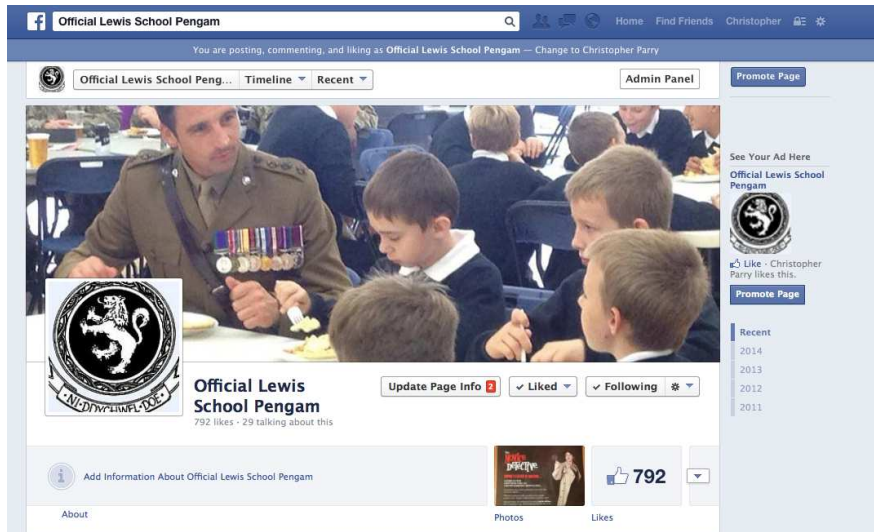 Official Lewis School Pengam
Home Find Friends Christopher
You are posting, commenting, and liking as Official Lewis School Pengam — Change to Christopher Parry
Official Lewis School Peng... Timeline Recent Admin Panel
Promote Page
See Your Ad Here
Official Lewis School
Pengam
Like · Christopher
Parry likes this.
Promote Page
Recent
2014
2013
2012
2011
NI DDYCHWEL DOE
Official Lewis
School Pengam
792 likes · 29 talking about this
Update Page Info 2 Liked Following
Add Information About Official Lewis School Pengam
About
DETECTIVE
Photos
792
Likes